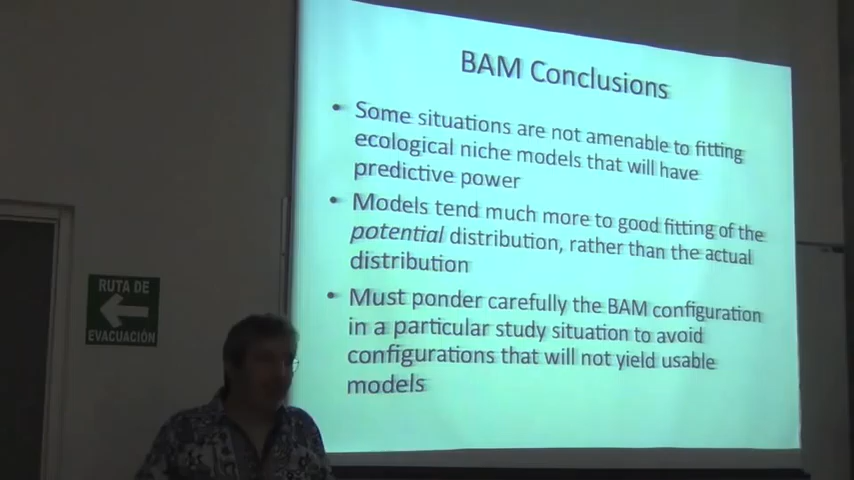 BAM Conclusions
• Some situations are not amenable to fitting
ecological niche models that will have
predictive power
• Models tend much more to good fitting of the
potential distribution, rather than the actual
distribution
• Must ponder carefully the BAM configuration
in a particular study situation to avoid
configurations that will not yield usable
models
RUTA DE
EVACUACIÓN